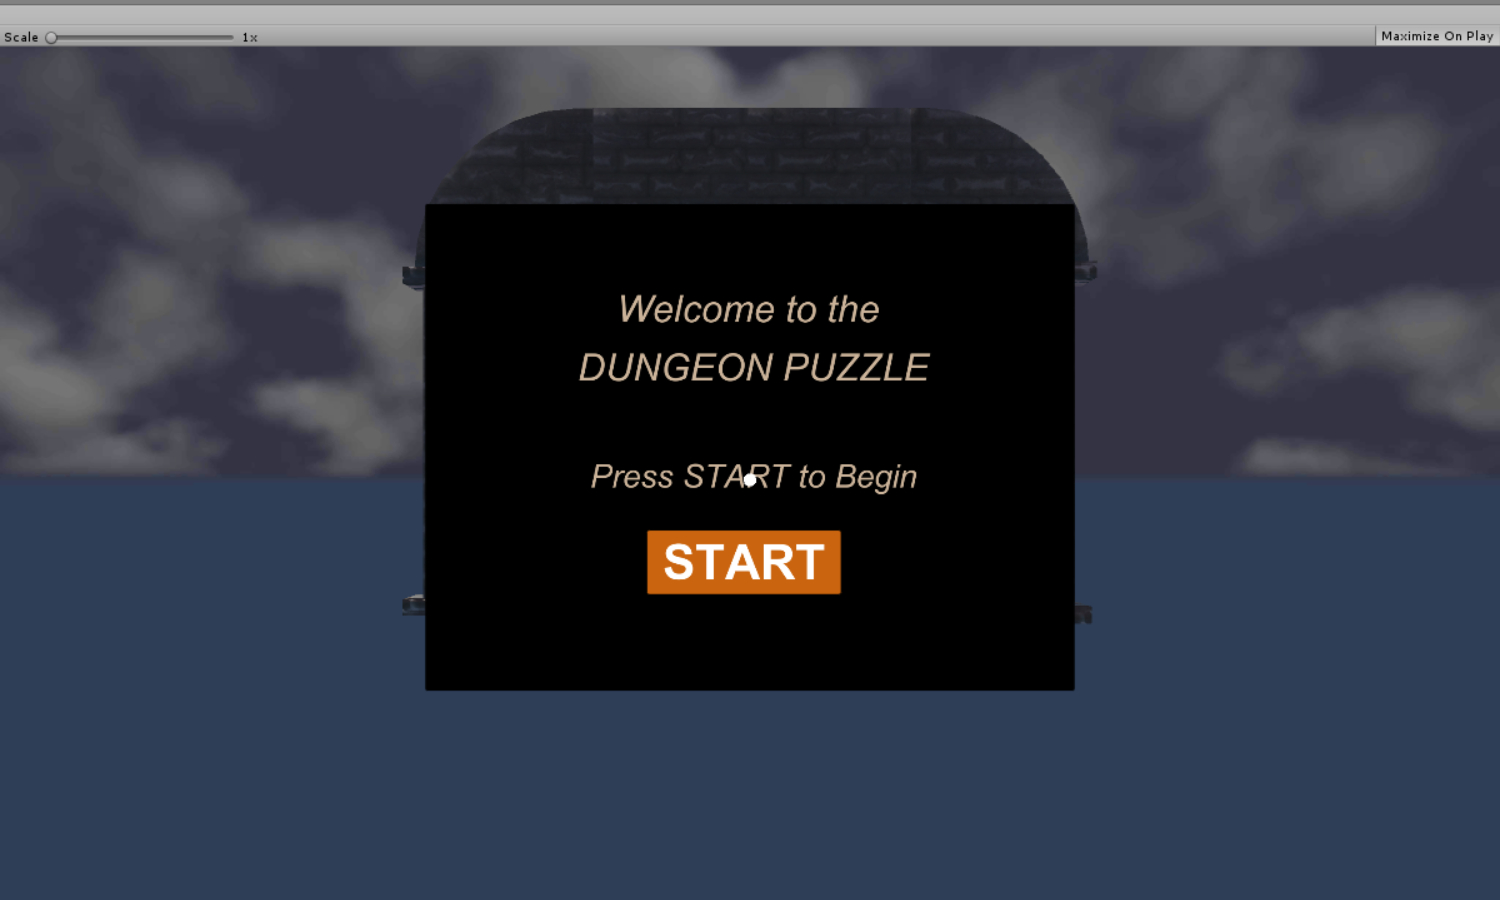 Scale 1x Maximize On Play
Welcome to the
DUNGEON PUZZLE
Press START to Begin
START